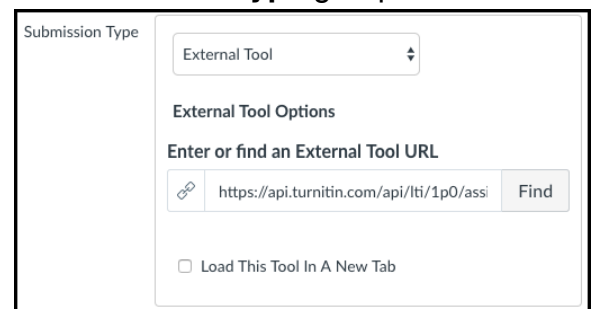 Submission Type
External Tool
External Tool Options
Enter or find an External Tool URL
https://api.turnitin.com/api/lti/1p0/assi
Find
Load This Tool In A New Tab